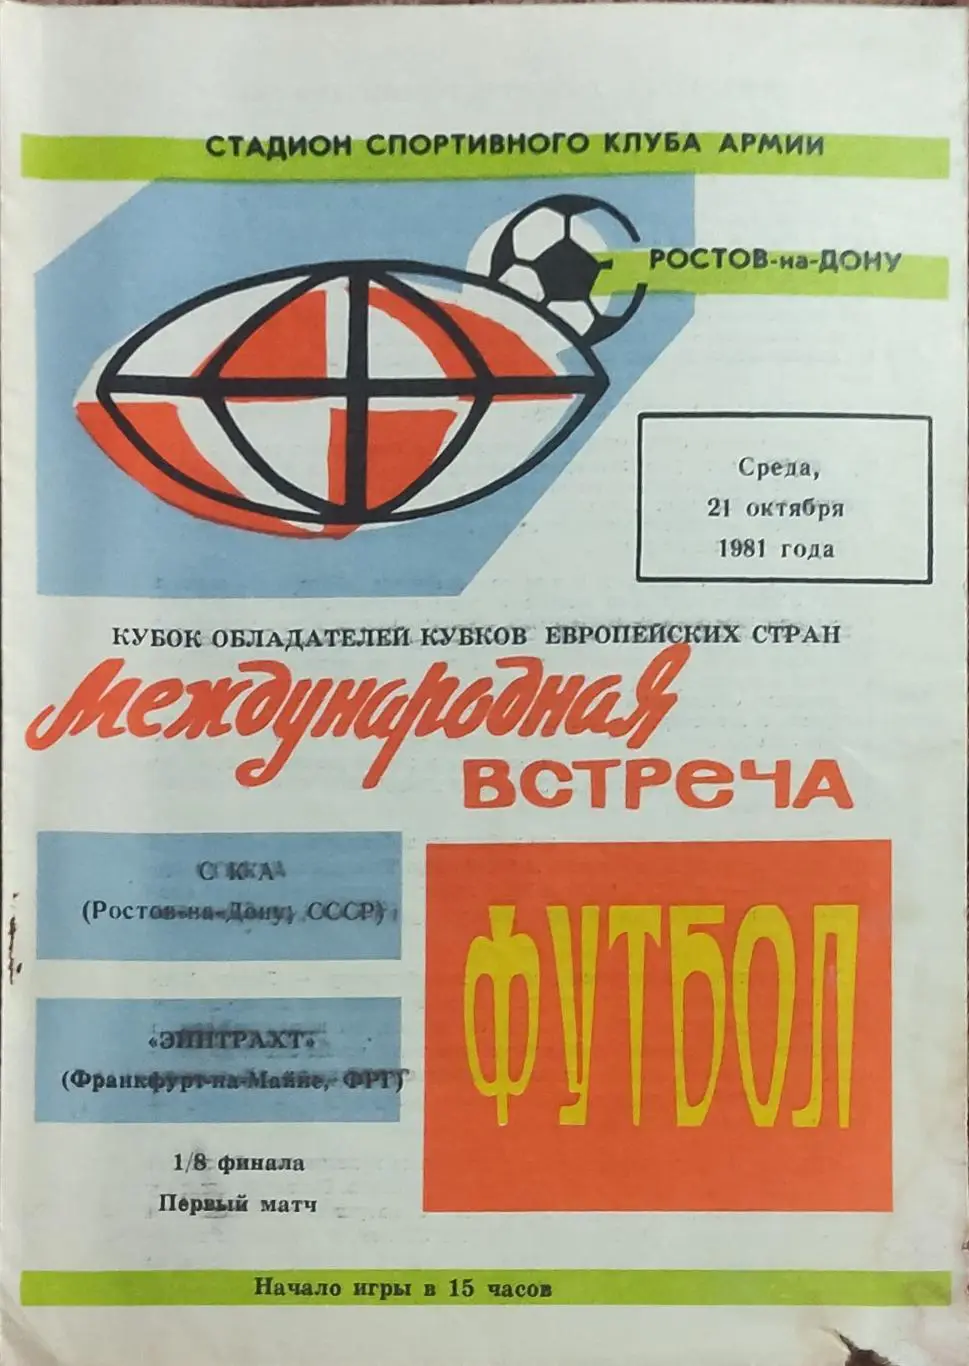 СТАДИОН СПОРТИВНОГО КЛУБА АРМИИ
РОСТОВ-на-ДОНУ
Среда,
21 октября
1981 года
КУБОК ОБЛАДАТЕЛЕЙ КУБКОВ ЕВРОПЕЙСКИХ СТРАН
Международная
ВСТРЕЧА
СКА
(Ростов-на-Дону, СССР)
«ЭЙНТРАХТ»
(Франкфурт-на-Майне, ФРГ)
1/8 финала
Первый матч
ФУТБОЛ
Начало игры в 15 часов